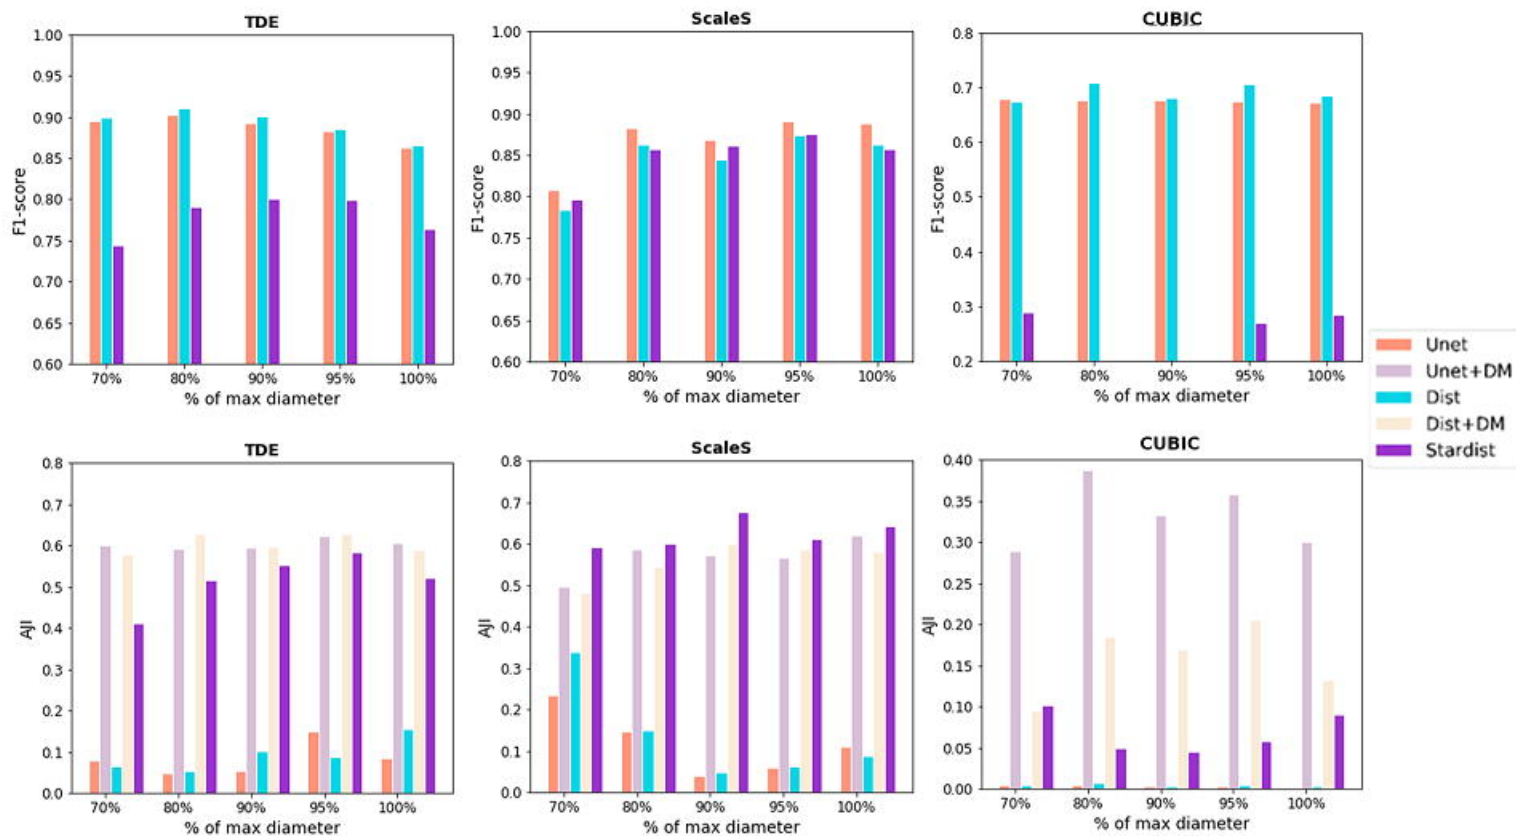 TDE
1.00
0.95
0.90
0.85
0.80
0.75
0.70
0.65
0.60
F1-score
70% 80% 90% 95% 100%
% of max diameter
ScaleS
1.00
0.95
0.90
0.85
0.80
0.75
0.70
0.65
0.60
F1-score
70% 80% 90% 95% 100%
% of max diameter
CUBIC
0.8
0.7
0.6
0.5
0.4
0.3
0.2
F1-score
70% 80% 90% 95% 100%
% of max diameter
Unet
Unet+DM
Dist
Dist+DM
Stardist
TDE
0.8
0.7
0.6
0.5
0.4
0.3
0.2
0.1
0.0
AJI
70% 80% 90% 95% 100%
% of max diameter
ScaleS
0.8
0.7
0.6
0.5
0.4
0.3
0.2
0.1
0.0
AJI
70% 80% 90% 95% 100%
% of max diameter
CUBIC
0.40
0.35
0.30
0.25
0.20
0.15
0.10
0.05
0.00
AJI
70% 80% 90% 95% 100%
% of max diameter